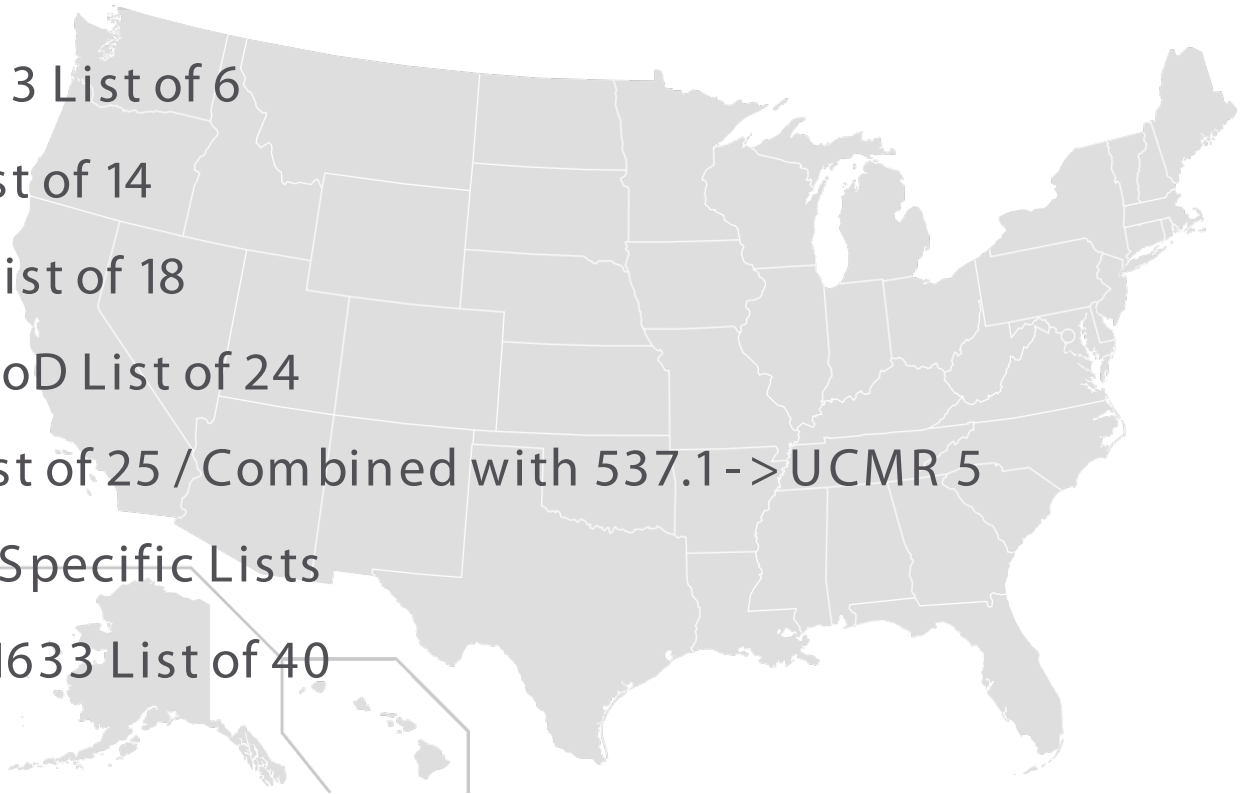 3 List of 6
st of 14
ist of 18
oD List of 24
st of 25 / Combined with 537.1-> UCMR 5
Specific Lists
1633 List of 40